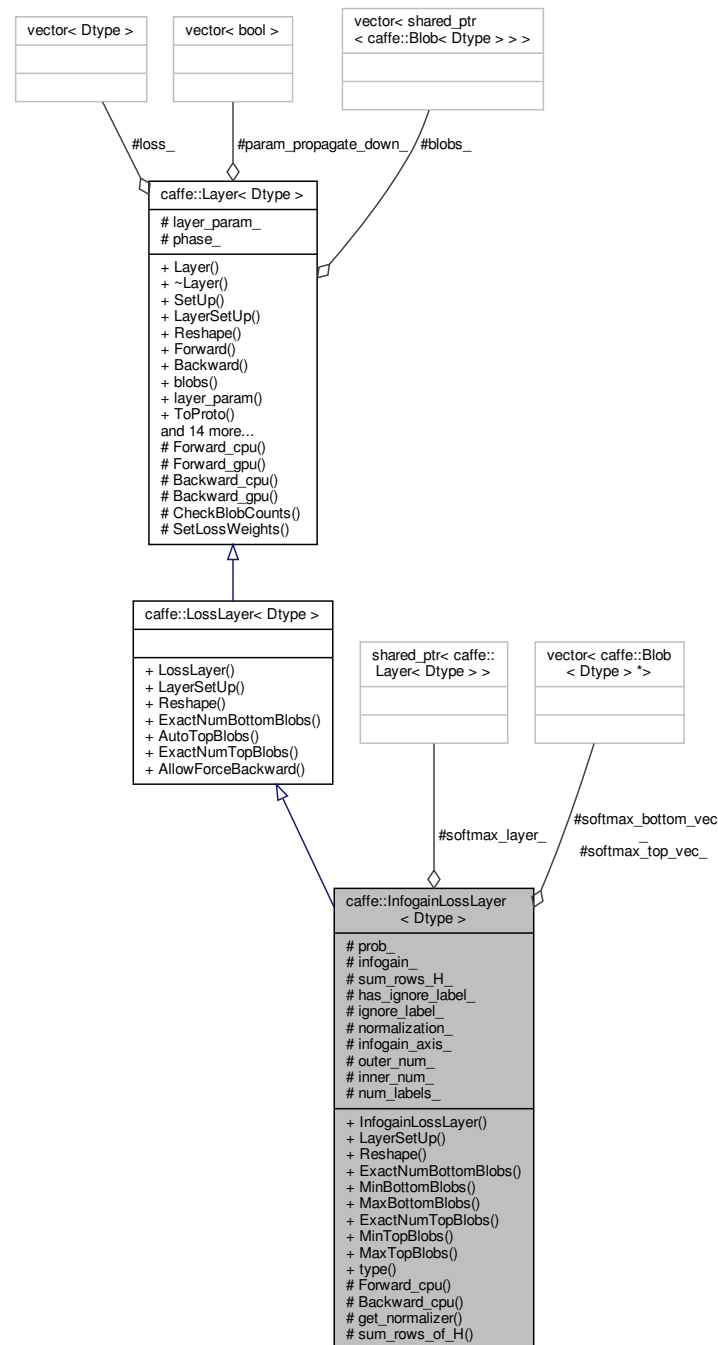 vector< Dtype >
vector< bool >
vector< shared_ptr
< caffe::Blob< Dtype > > >
#loss_
#param_propagate_down_
#blobs_
caffe::Layer< Dtype >
# layer_param_
# phase_
+ Layer()
+ ~Layer()
+ SetUp()
+ LayerSetUp()
+ Reshape()
+ Forward()
+ Backward()
+ blobs()
+ layer_param()
+ ToProto()
and 14 more...
# Forward_cpu()
# Forward_gpu()
# Backward_cpu()
# Backward_gpu()
# CheckBlobCounts()
# SetLossWeights()
caffe::LossLayer< Dtype >
+ LossLayer()
+ LayerSetUp()
+ Reshape()
+ ExactNumBottomBlobs()
+ AutoTopBlobs()
+ ExactNumTopBlobs()
+ AllowForceBackward()
shared_ptr< caffe::
Layer< Dtype > >
vector< caffe::Blob
< Dtype > *>
#softmax_layer_
#softmax_bottom_vec
_
#softmax_top_vec_
caffe::InfogainLossLayer
< Dtype >
# prob_
# infogain_
# sum_rows_H_
# has_ignore_label_
# ignore_label_
# normalization_
# infogain_axis_
# outer_num_
# inner_num_
# num_labels_
+ InfogainLossLayer()
+ LayerSetUp()
+ Reshape()
+ ExactNumBottomBlobs()
+ MinBottomBlobs()
+ MaxBottomBlobs()
+ ExactNumTopBlobs()
+ MinTopBlobs()
+ MaxTopBlobs()
+ type()
# Forward_cpu()
# Backward_cpu()
# get_normalizer()
# sum_rows_of_H()